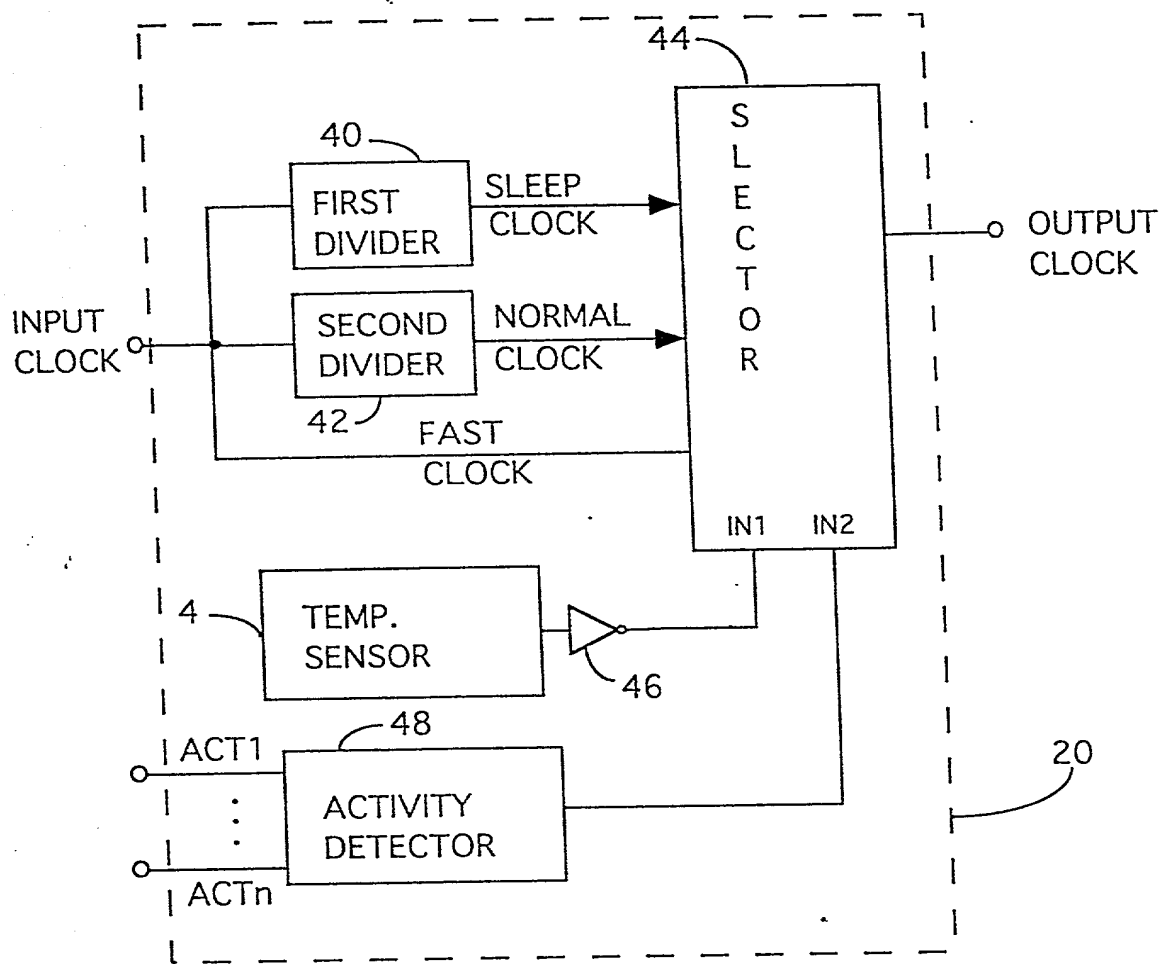 44
S
L
E
C
T
O
R
40
FIRST
DIVIDER
SLEEP
CLOCK
OUTPUT
CLOCK
INPUT
CLOCK
SECOND
DIVIDER
NORMAL
CLOCK
42
FAST
CLOCK
IN1 IN2
4
TEMP.
SENSOR
46
48
ACT1
ACTIVITY
DETECTOR
ACTn
20